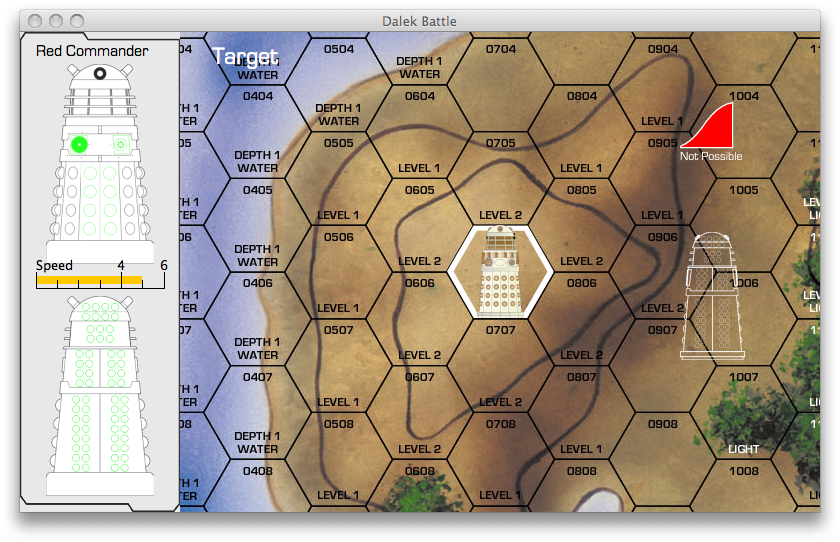 Dalek Battle
Red Commander
Speed 4 6
Target
0504 0704 0904
DEPTH 1 DEPTH 1
WATER WATER
0404 0604 0804 1004
DEPTH 1
WATER LEVEL 1
0505 0705 0905
DEPTH 1 Not Possible
WATER LEVEL 1 LEVEL 1
0405 0605 0805 1005
LEVEL 1 LEVEL 2 LEVEL 1
0506 0906
DEPTH 1
WATER LEVEL 2 LEVEL 2
0406 0606 0806 1006
LEVEL 1 LEVEL 2
0507 0707 0907
DEPTH 1
WATER LEVEL 2 LEVEL 2
0407 0607 0807 1007
LEVEL 1 LEVEL 2
0508 0708 0908
DEPTH 1
WATER LEVEL 1 LEVEL 1 LIGHT
0408 0608 0808 1008
LEVEL 1 LEVEL 1